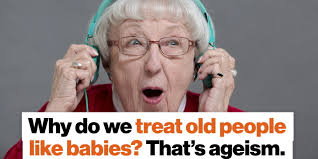 Why do we treat old people
like babies? That's ageism.